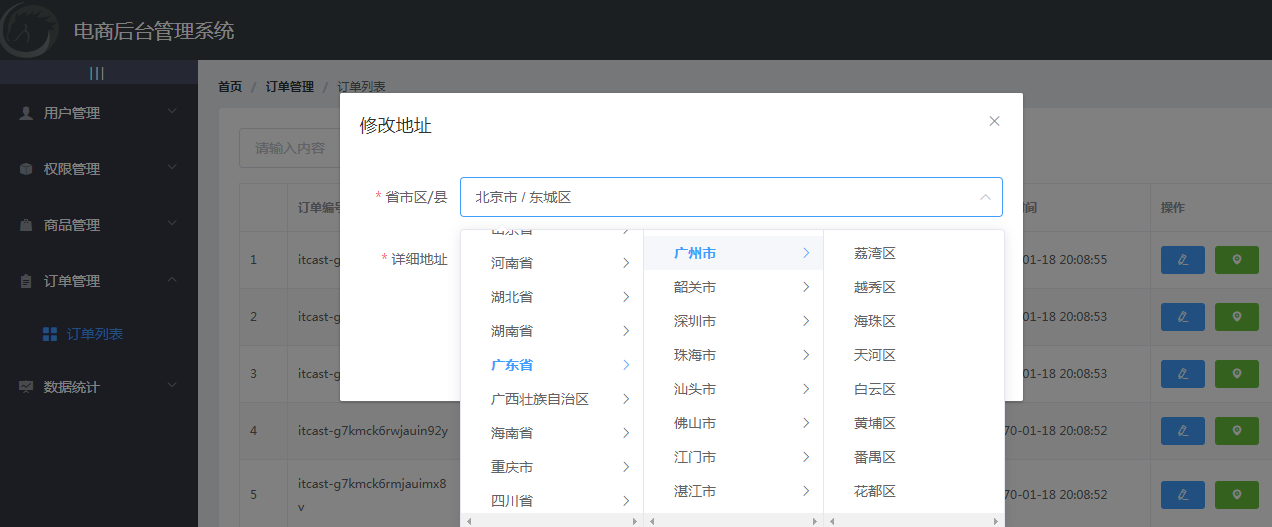 电商后台管理系统
|||
用户管理
权限管理
商品管理
订单管理
订单列表
数据统计
首页 / 订单管理 / 订单列表
请输入内容
修改地址
* 省市区/县
北京市 / 东城区
* 详细地址
河南省
湖北省
湖南省
广东省
广西壮族自治区
海南省
重庆市
四川省
广州市
韶关市
深圳市
珠海市
汕头市
佛山市
江门市
湛江市
荔湾区
越秀区
海珠区
天河区
白云区
黄埔区
番禺区
花都区
订单编号
间
操作
1
itcast-g
01-18 20:08:55
2
itcast-g
01-18 20:08:53
3
itcast-g
01-18 20:08:53
4
itcast-g7kmck6rwjauin92y
70-01-18 20:08:52
5
itcast-g7kmck6rmjauimx8
v
70-01-18 20:08:52